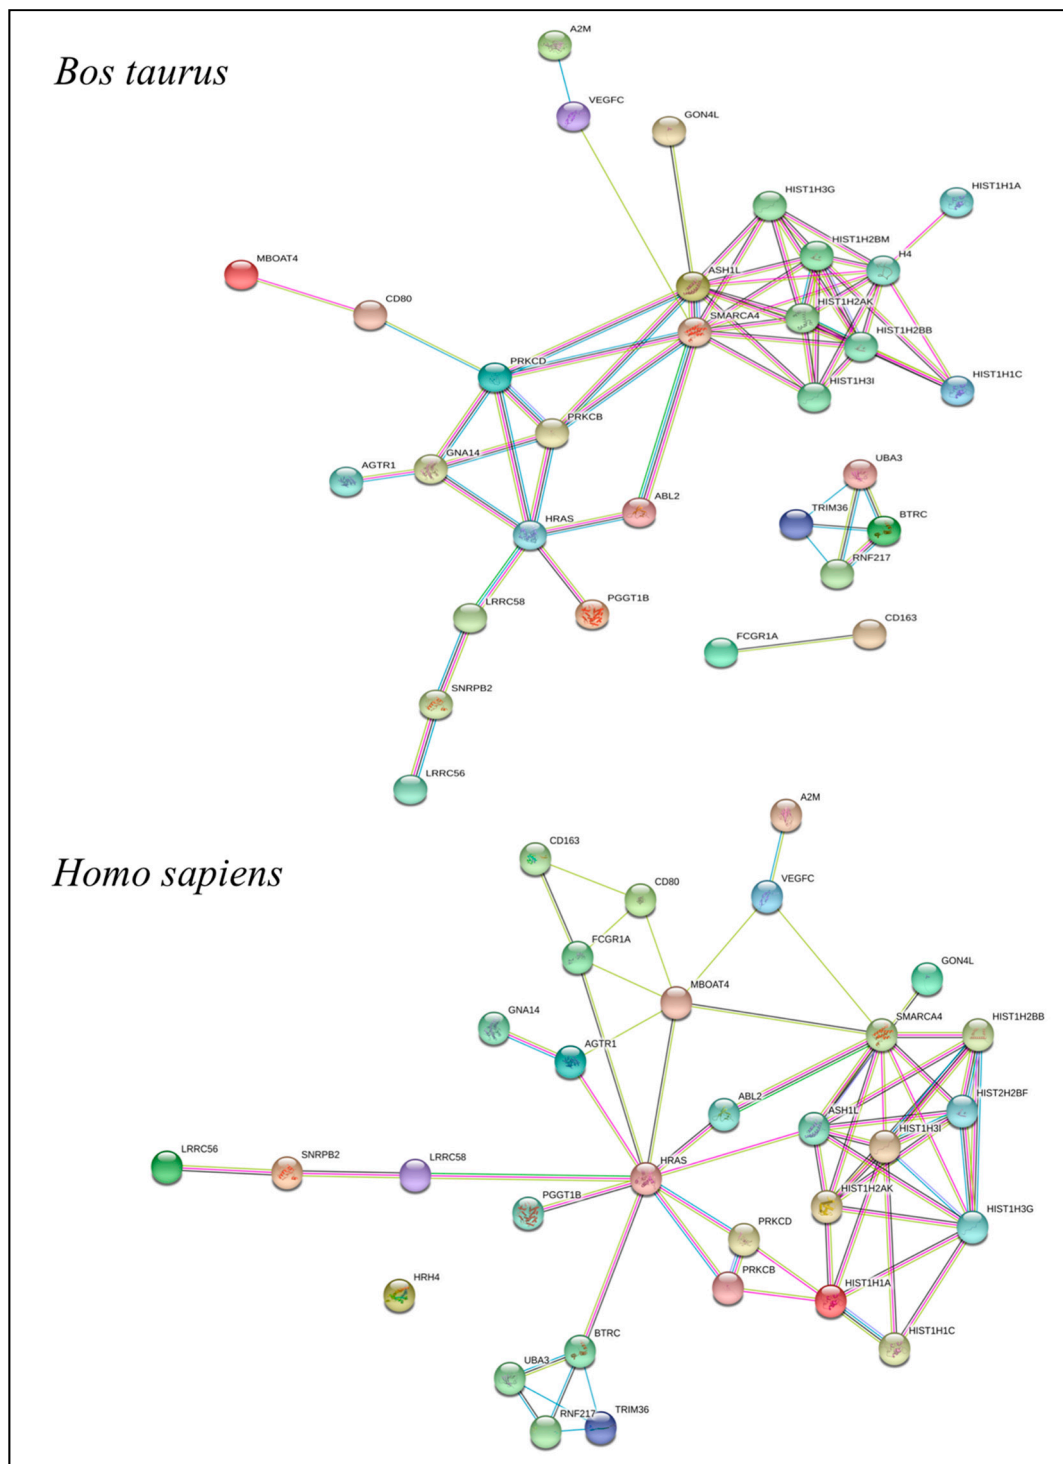 Bos taurus
A2M
VEGFC
GON4L
HIST1H3G
HIST1H1A
HIST1H2BM
H4
MBOAT4
ASH1L
CD80
HIST1H2AK
SMARCA4
HIST1H2BB
PRKCD
HIST1H3I
HIST1H1C
PRKCB
GNA14
AGTR1
UBA3
ABL2
TRIM36
BTRC
HRAS
RNF217
LRRC58
PGGT1B
CD163
FCGR1A
SNRPB2
LRRC56
Homo sapiens
A2M
CD163
CD80
VEGFC
FCGR1A
GON4L
MBOAT4
GNA14
SMARCA4
HIST1H2BB
AGTR1
ABL2
HIST2H2BF
ASH1L
HIST1H3I
LRRC56
SNRPB2
LRRC58
HRAS
HIST1H2AK
PGGT1B
HIST1H3G
PRKCD
PRKCB
HIST1H1A
HRH4
HIST1H1C
BTRC
UBA3
RNF217
TRIM36